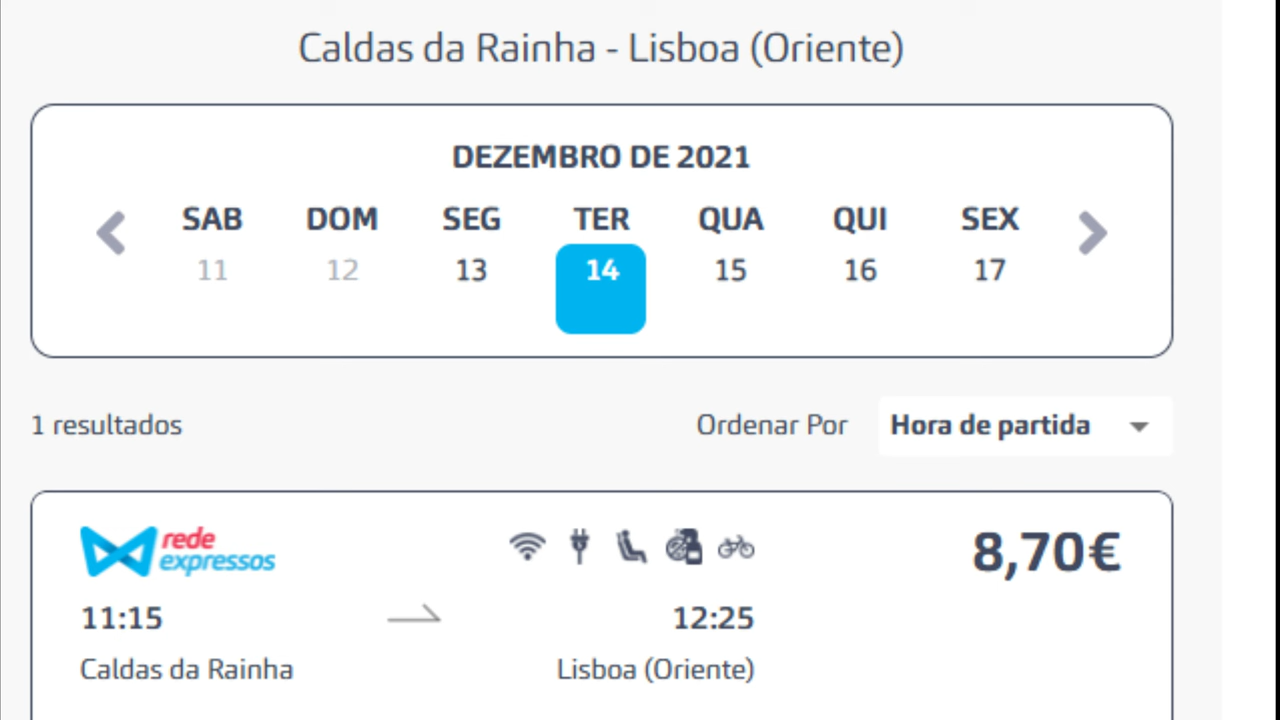 Caldas da Rainha - Lisboa (Oriente)
DEZEMBRO DE 2021
SAB DOM SEG TER QUA QUI SEX
11 12 13 14 15 16 17
1 resultados Ordenar Por Hora de partida
rede
expressos
8,70€
11:15 12:25
Caldas da Rainha Lisboa (Oriente)